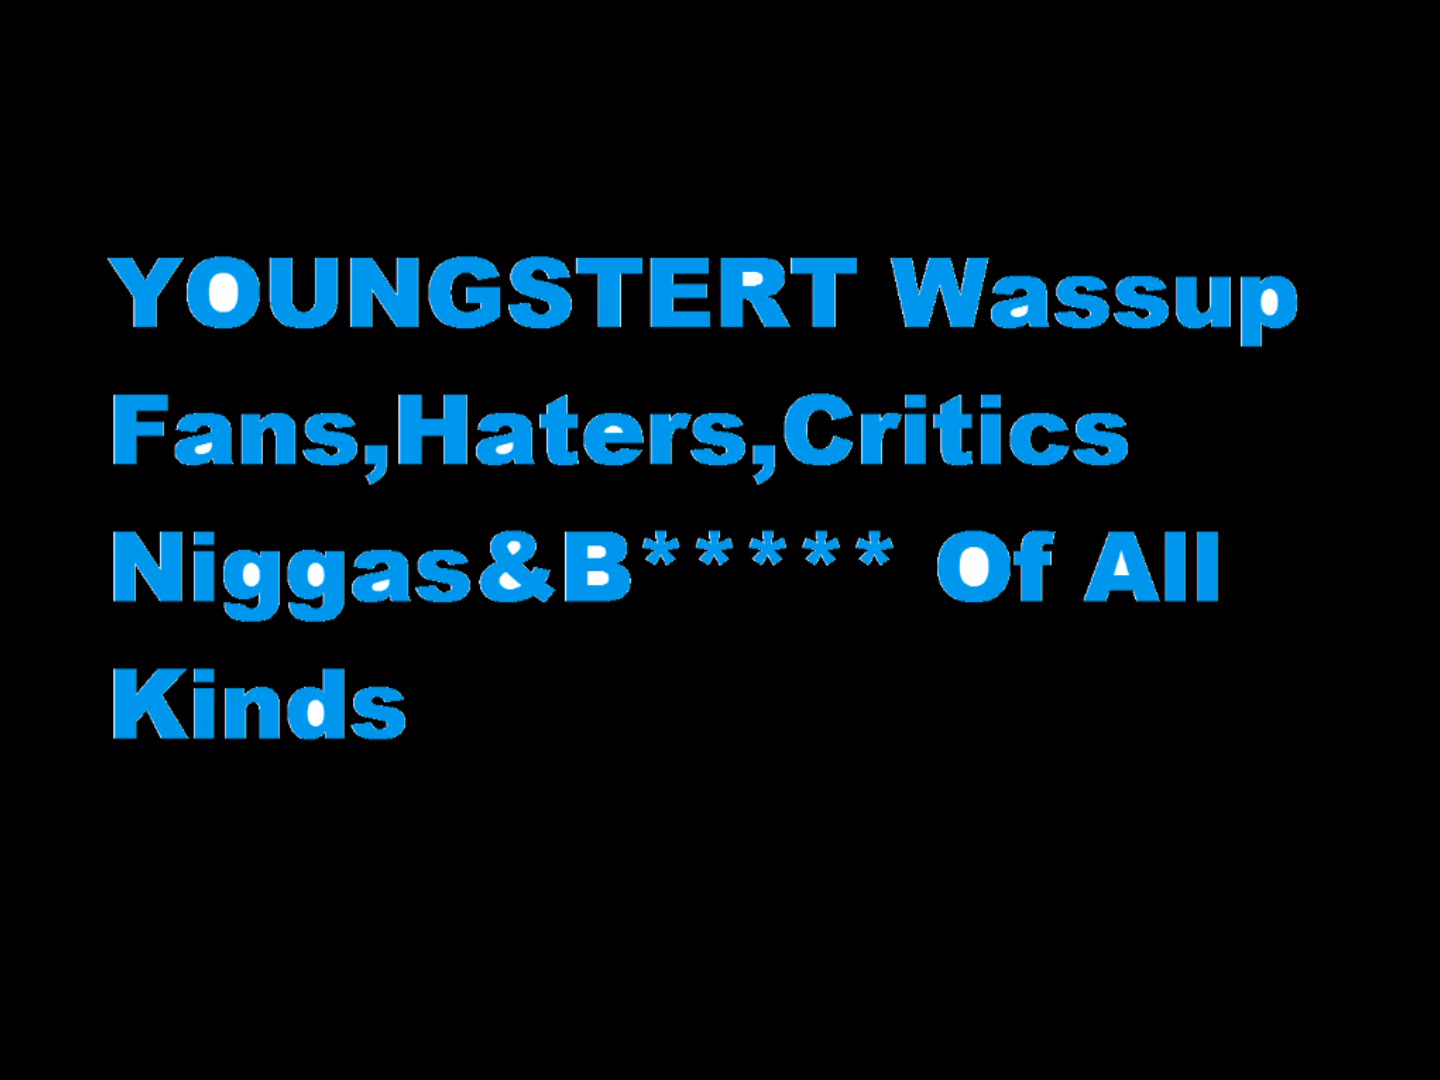 YOUNGSTERT Wassup
Fans,Haters,Critics
Niggas&B***** Of All
Kinds